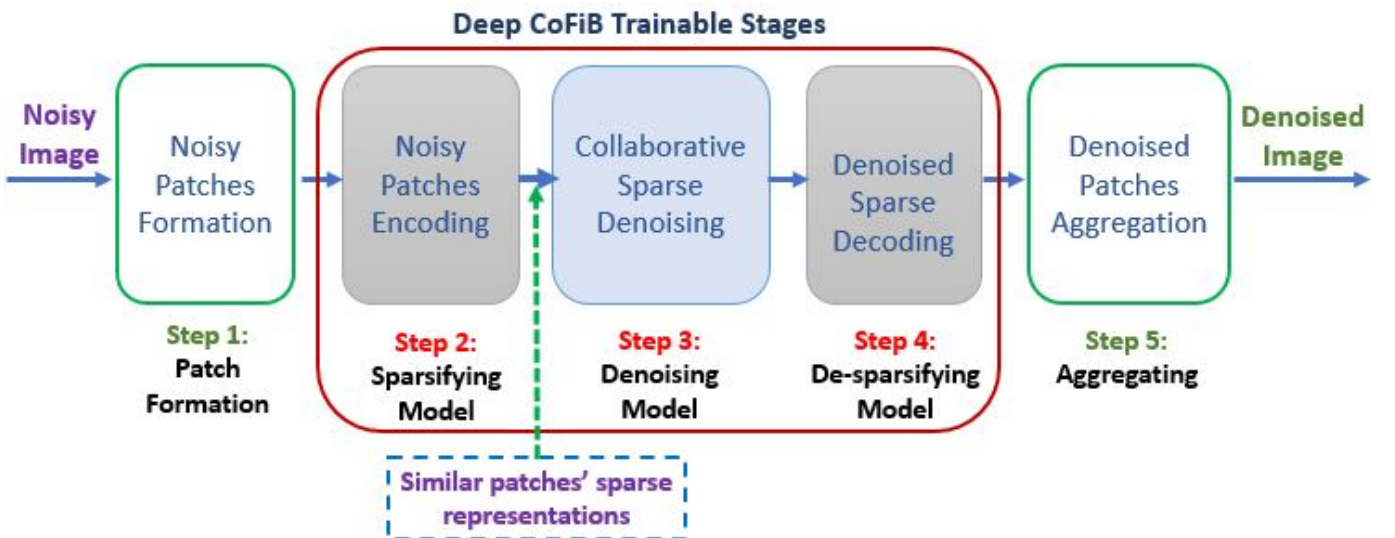 Deep CoFiB Trainable Stages
Noisy
Image
Noisy
Patches
Formation
Noisy
Patches
Encoding
Collaborative
Sparse
Denoising
Denoised
Sparse
Decoding
Denoised
Patches
Aggregation
Denoised
Image
Step 1:
Patch
Formation
Step 2:
Sparsifying
Model
Step 3:
Denoising
Model
Step 4:
De-sparsifying
Model
Step 5:
Aggregating
Similar patches’ sparse
representations